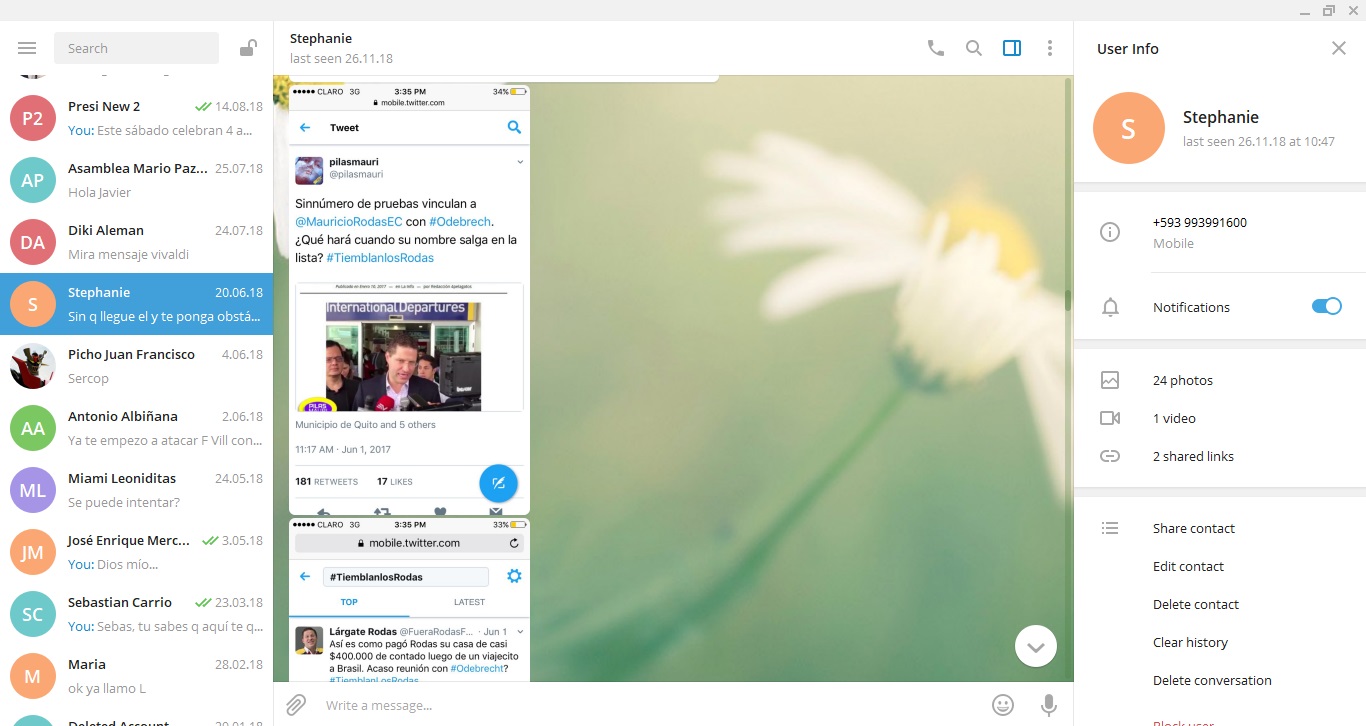 Search
Presi New 2
14.08.18
You: Este sábado celebran 4 a...
Asamblea Mario Paz...
25.07.18
Hola Javier
Diki Aleman
24.07.18
Mira mensaje vivaldi
Stephanie
20.06.18
Sin q llegue el y te ponga obstá...
Picho Juan Francisco
4.06.18
Sercop
Antonio Albiñana
2.06.18
Ya te empezo a atacar F Vill con...
Miami Leoniditas
24.05.18
Se puede intentar?
José Enrique Merc...
3.05.18
You: Dios mío...
Sebastian Carrio
23.03.18
You: Sebas, tu sabes q aquí te q...
Maria
28.02.18
ok ya llamo L
Deleted Account
P2
AP
DA
S
AA
ML
JM
SC
M
Stephanie
last seen 26.11.18
CLARO 3G 3:35 PM 34%
mobile.twitter.com
Tweet
pilasmauri
@pilasmauri
Sinnúmero de pruebas vinculan a
@MauricioRodasEC con #Odebrech.
¿Qué hará cuando su nombre salga en la
lista? #TiemblanlosRodas
International Departures
PILAS
Municipio de Quito and 5 others
11:17 AM · Jun 1, 2017
181 RETWEETS 17 LIKES
CLARO 3G 3:35 PM 33%
mobile.twitter.com
#TiemblanlosRodas
TOP LATEST
Lárgate Rodas @FueraRodasF... · Jun 1
Así es como pagó Rodas su casa de casi
$400.000 de contado luego de un viajecito
a Brasil. Acaso reunión con #Odebrecht?
#TiemblanLosRodas
Write a message...
User Info
S
Stephanie
last seen 26.11.18 at 10:47
+593 993991600
Mobile
Notifications
24 photos
1 video
2 shared links
Share contact
Edit contact
Delete contact
Clear history
Delete conversation
Block user